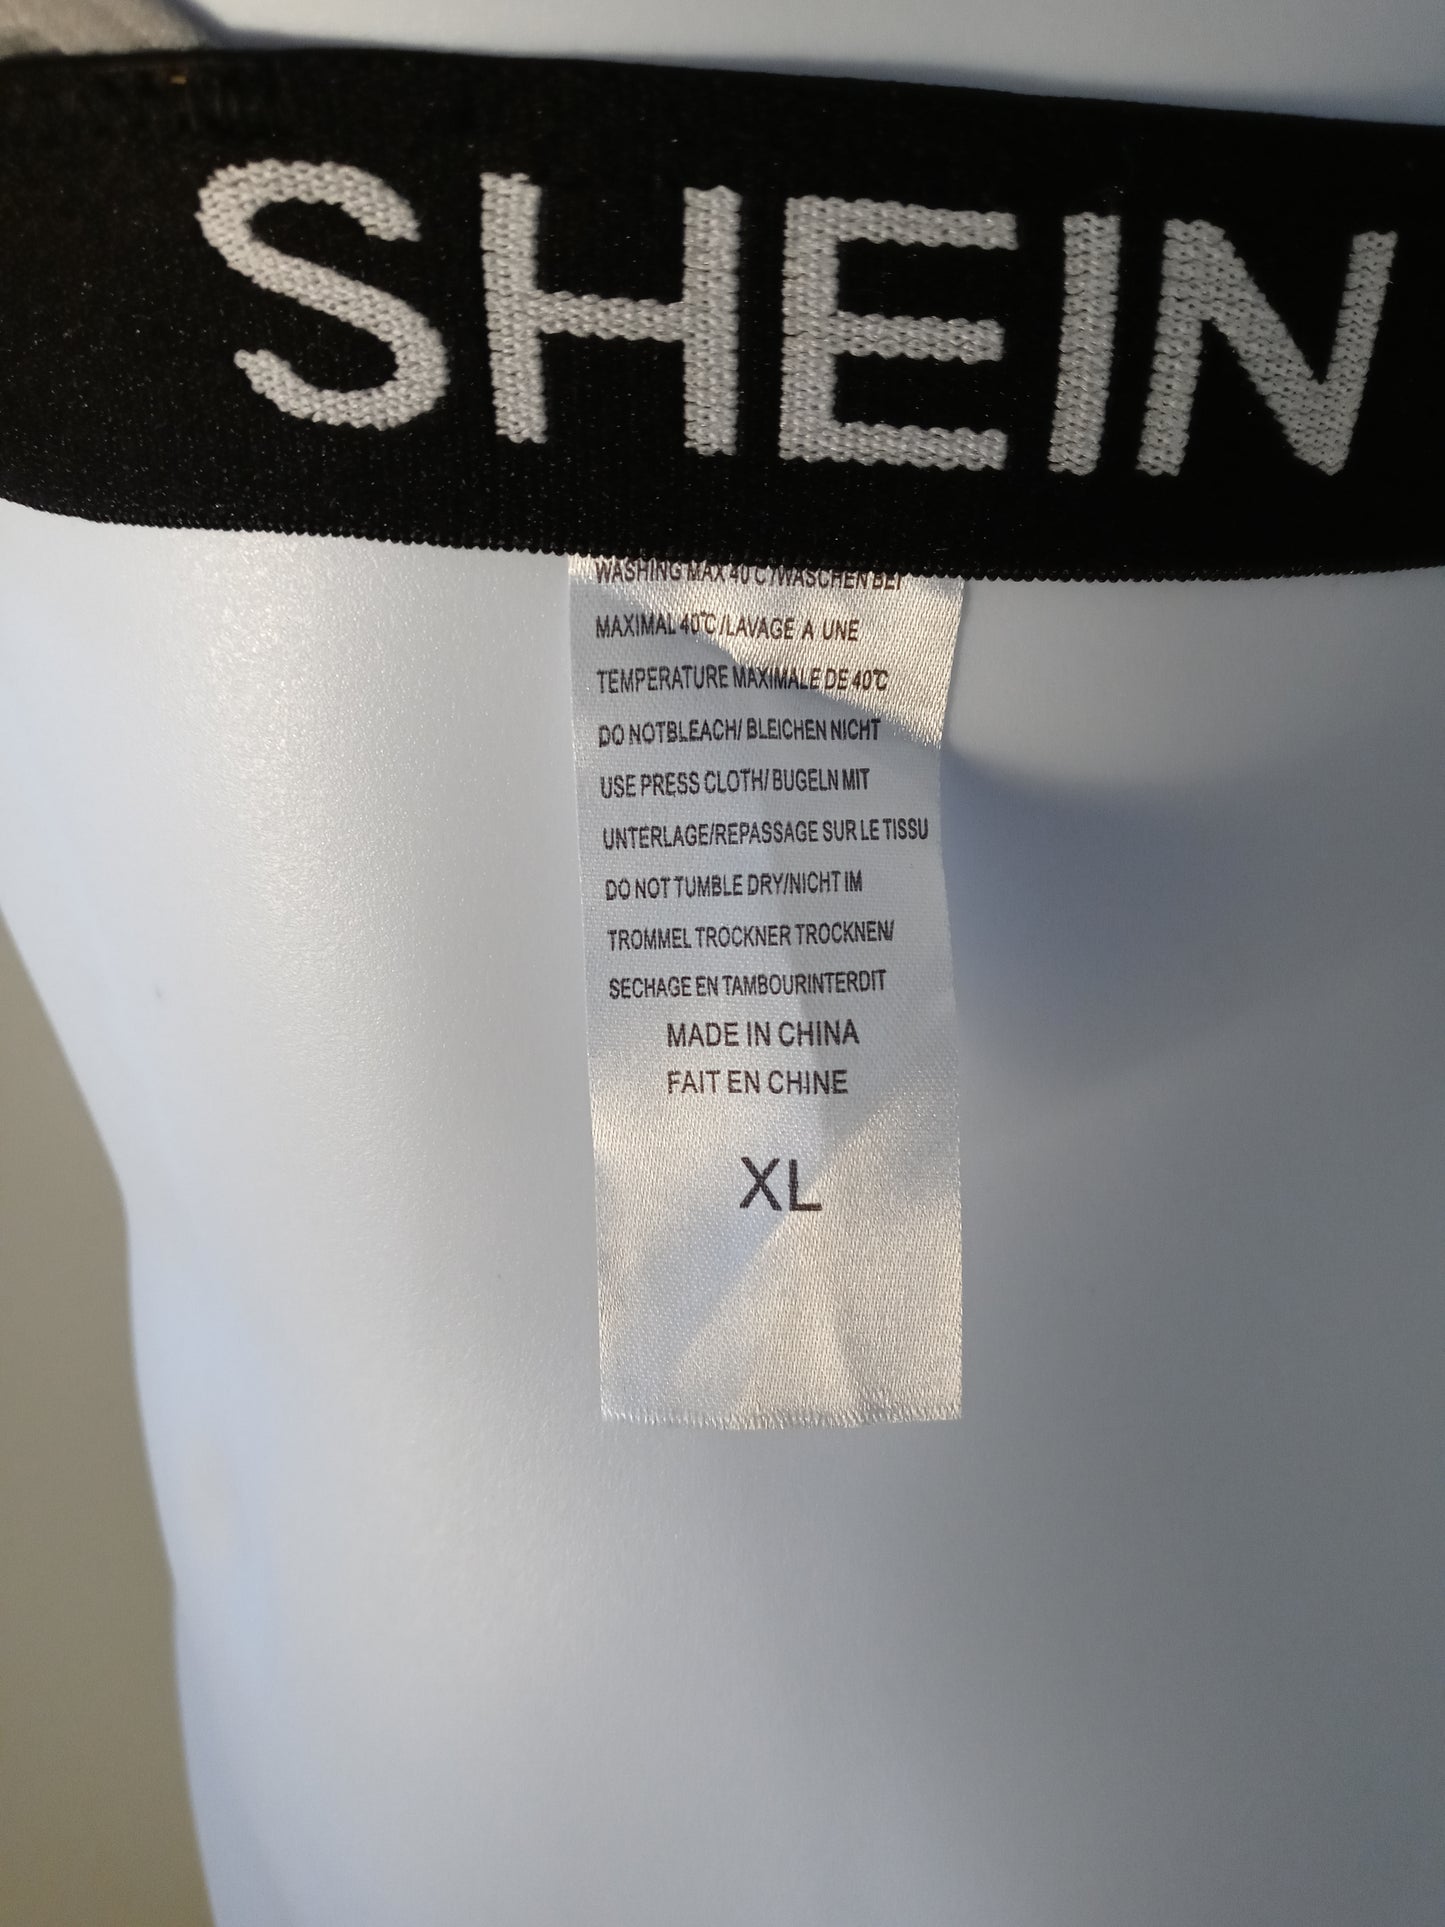 SHEIN
WASHING MAX 40℃/WASCHEN BEI
MAXIMAL 40℃/LAVAGE A UNE
TEMPERATURE MAXIMALE DE 40℃
DO NOTBLEACH/ BLEICHEN NICHT
USE PRESS CLOTH/ BUGELN MIT
UNTERLAGE/REPASSAGE SUR LE TISSU
DO NOT TUMBLE DRY/NICHT IM
TROMMEL TROCKNER TROCKNEN/
SECHAGE EN TAMBOURINTERDIT
MADE IN CHINA
FAIT EN CHINE
XL